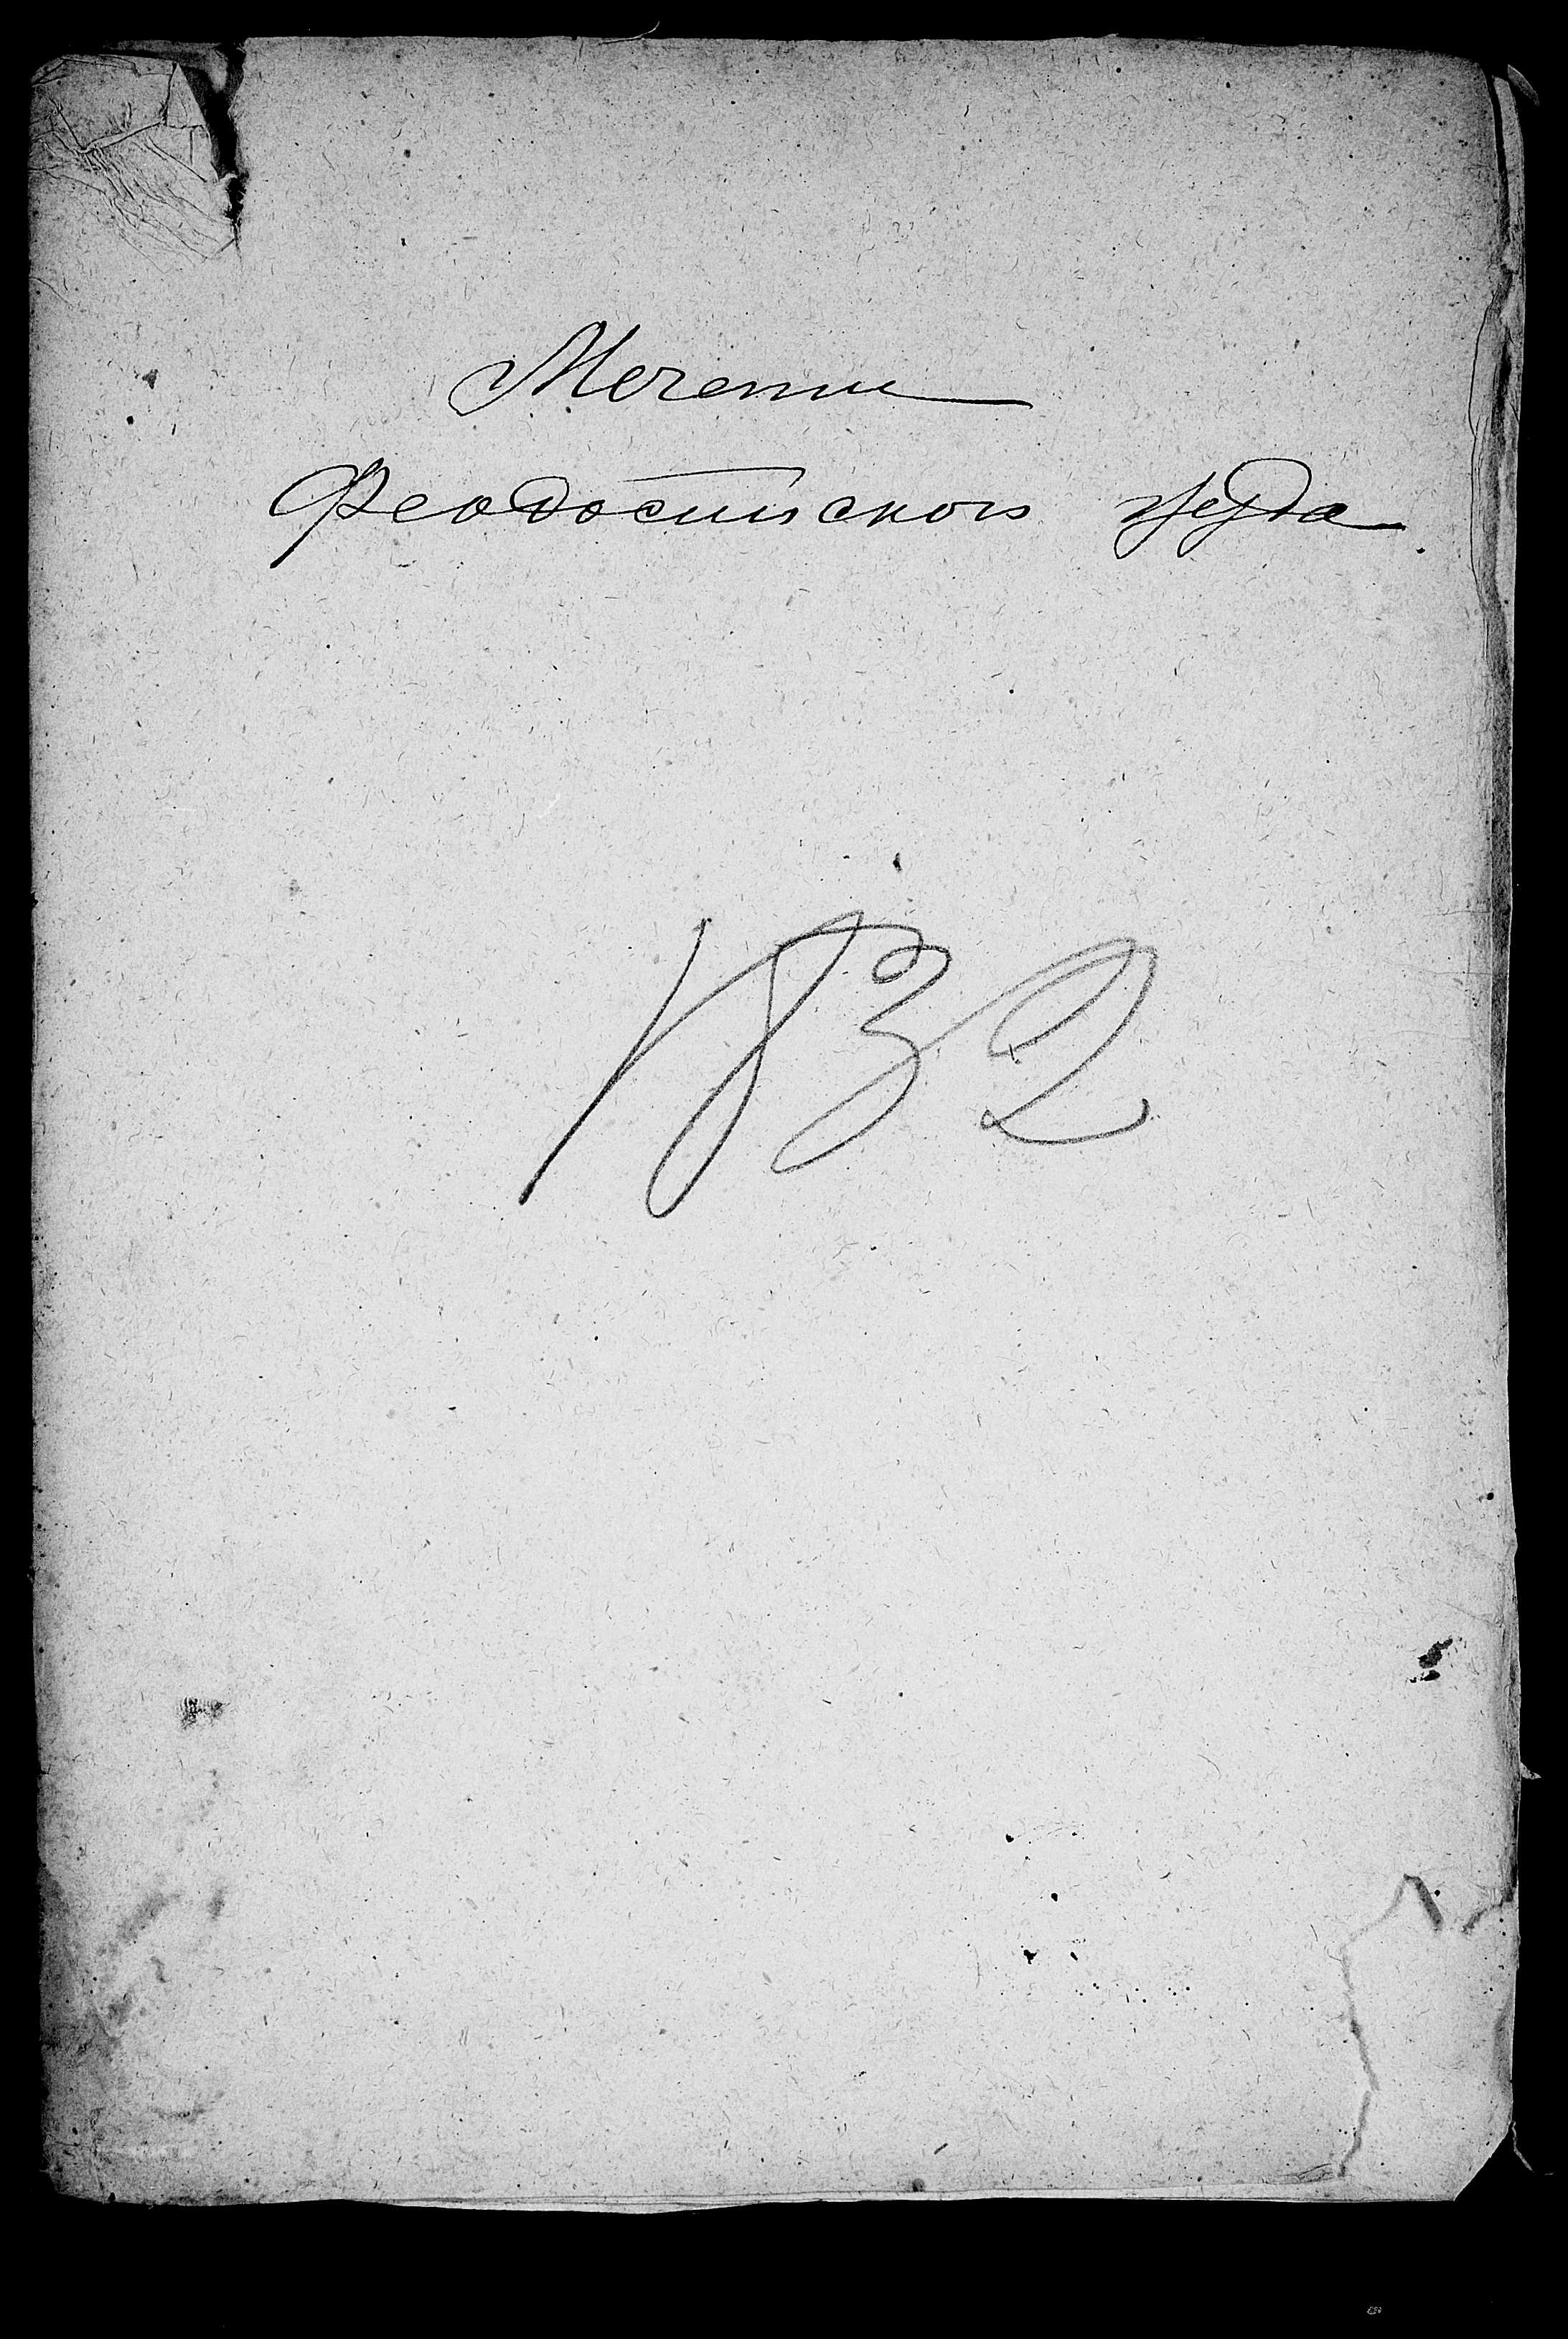 Мечети
Феодосийского уезда.
1832